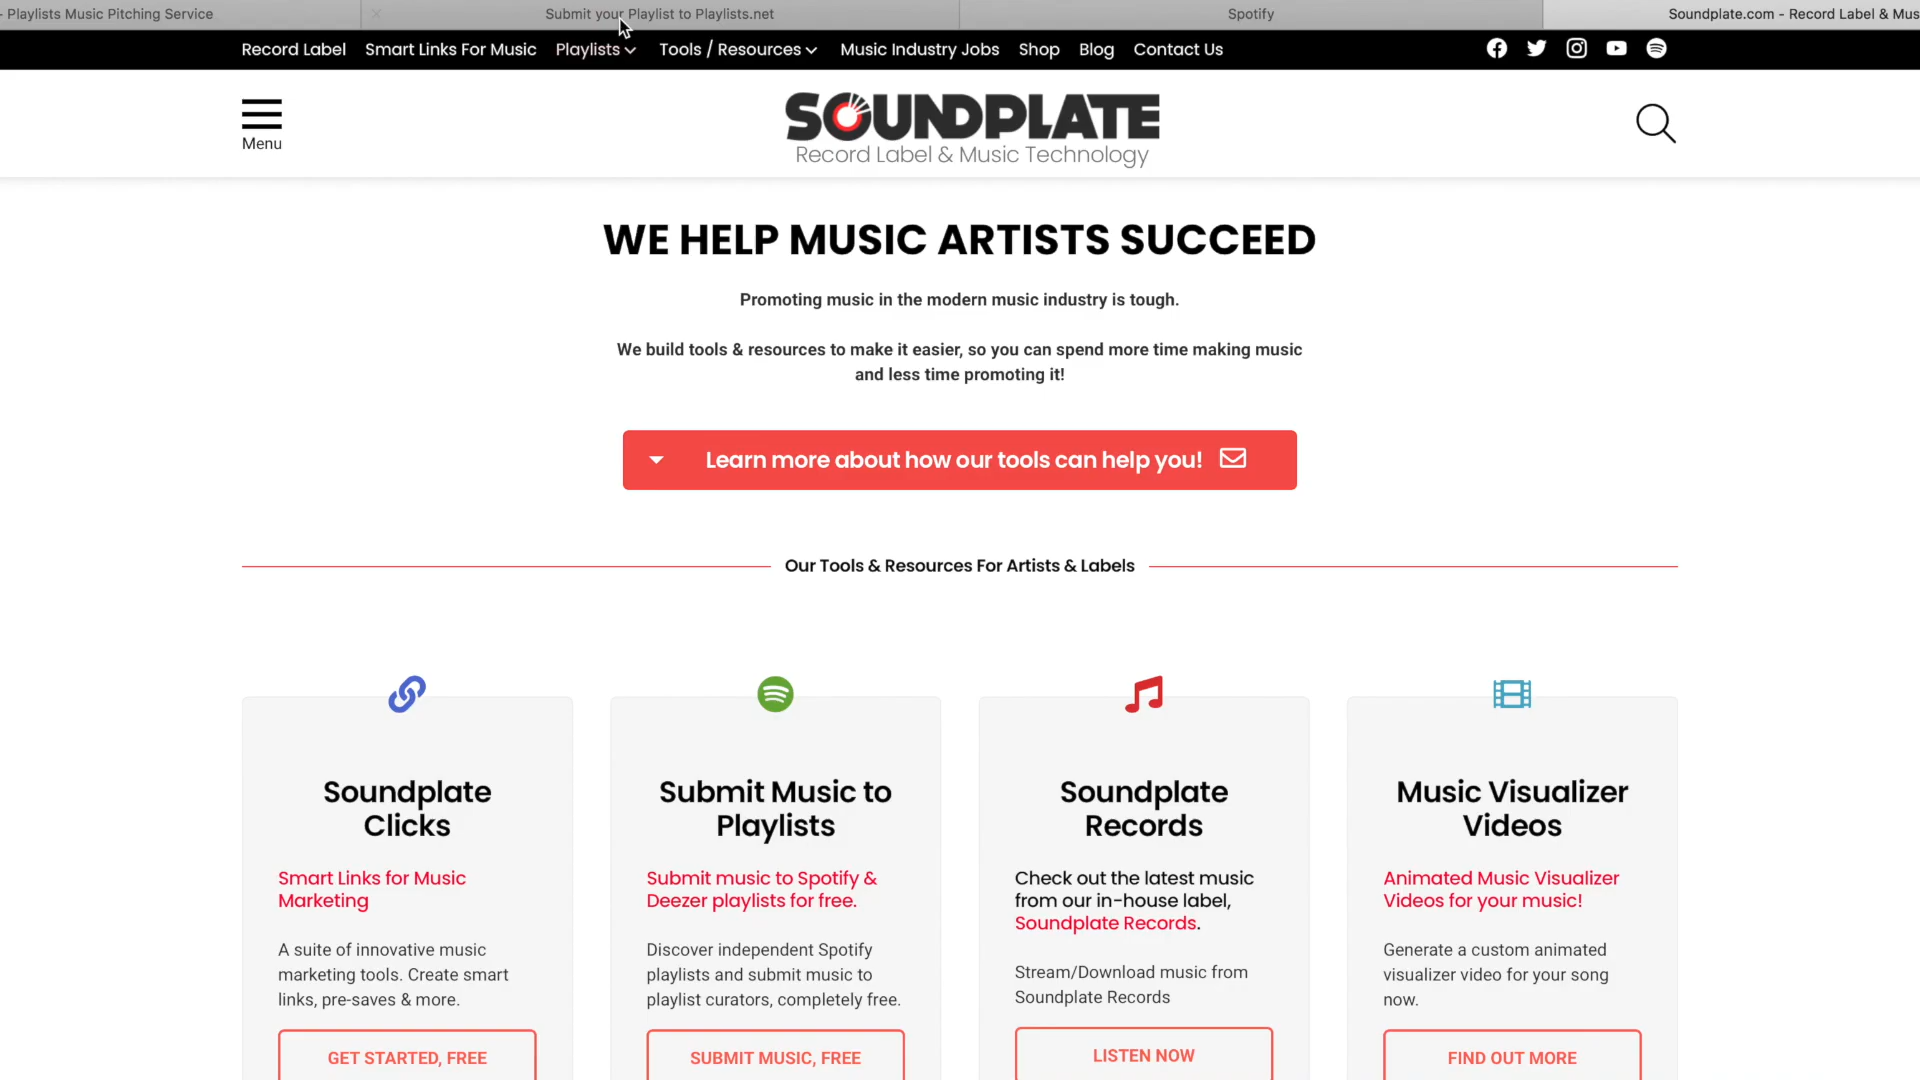 - Playlists Music Pitching Service
Submit your Playlist to Playlists.net
Spotify
Soundplate.com - Record Label & Mus
Record Label
Smart Links For Music
Playlists
Tools / Resources
Music Industry Jobs
Shop
Blog
Contact Us
Menu
SOUNDPLATE
Record Label & Music Technology
WE HELP MUSIC ARTISTS SUCCEED
Promoting music in the modern music industry is tough.
We build tools & resources to make it easier, so you can spend more time making music
and less time promoting it!
Learn more about how our tools can help you!
Our Tools & Resources For Artists & Labels
Soundplate
Clicks
Smart Links for Music
Marketing
A suite of innovative music
marketing tools. Create smart
links, pre-saves & more.
GET STARTED, FREE
Submit Music to
Playlists
Submit music to Spotify &
Deezer playlists for free.
Discover independent Spotify
playlists and submit music to
playlist curators, completely free.
SUBMIT MUSIC, FREE
Soundplate
Records
Check out the latest music
from our in-house label,
Soundplate Records.
Stream/Download music from
Soundplate Records
LISTEN NOW
Music Visualizer
Videos
Animated Music Visualizer
Videos for your music!
Generate a custom animated
visualizer video for your song
now.
FIND OUT MORE